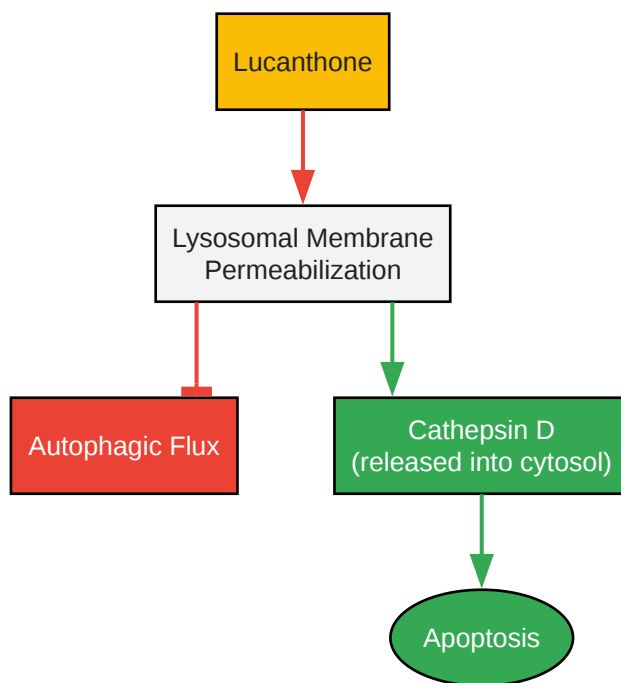 Lucanthone
Lysosomal Membrane
Permeabilization
Autophagic Flux
Cathepsin D
(released into cytosol)
Apoptosis